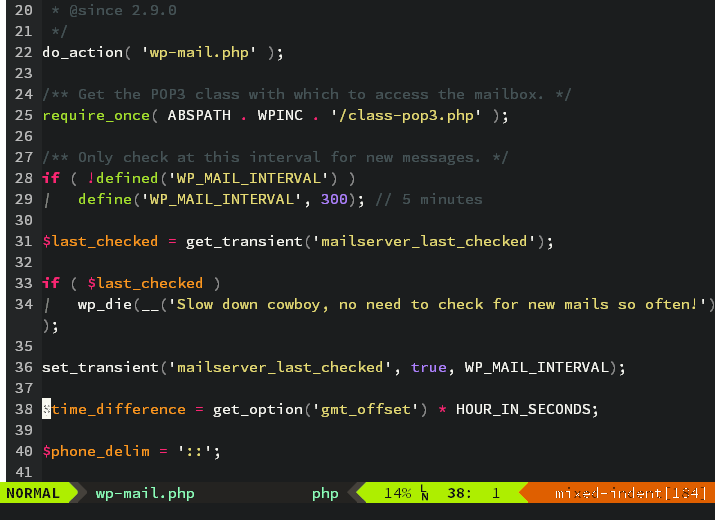 20  * @since 2.9.0
21  */
22 do_action( 'wp-mail.php' );
23
24 /** Get the POP3 class with which to access the mailbox. */
25 require_once( ABSPATH . WPINC . '/class-pop3.php' );
26
27 /** Only check at this interval for new messages. */
28 if ( !defined('WP_MAIL_INTERVAL') )
29 |   define('WP_MAIL_INTERVAL', 300); // 5 minutes
30
31 $last_checked = get_transient('mailserver_last_checked');
32
33 if ( $last_checked )
34 |   wp_die(__('Slow down cowboy, no need to check for new mails so often!')
);
35
36 set_transient('mailserver_last_checked', true, WP_MAIL_INTERVAL);
37
38 $time_difference = get_option('gmt_offset') * HOUR_IN_SECONDS;
39
40 $phone_delim = '::';
41
NORMAL wp-mail.php php 14% LN 38: 1 mixed-indent[184]